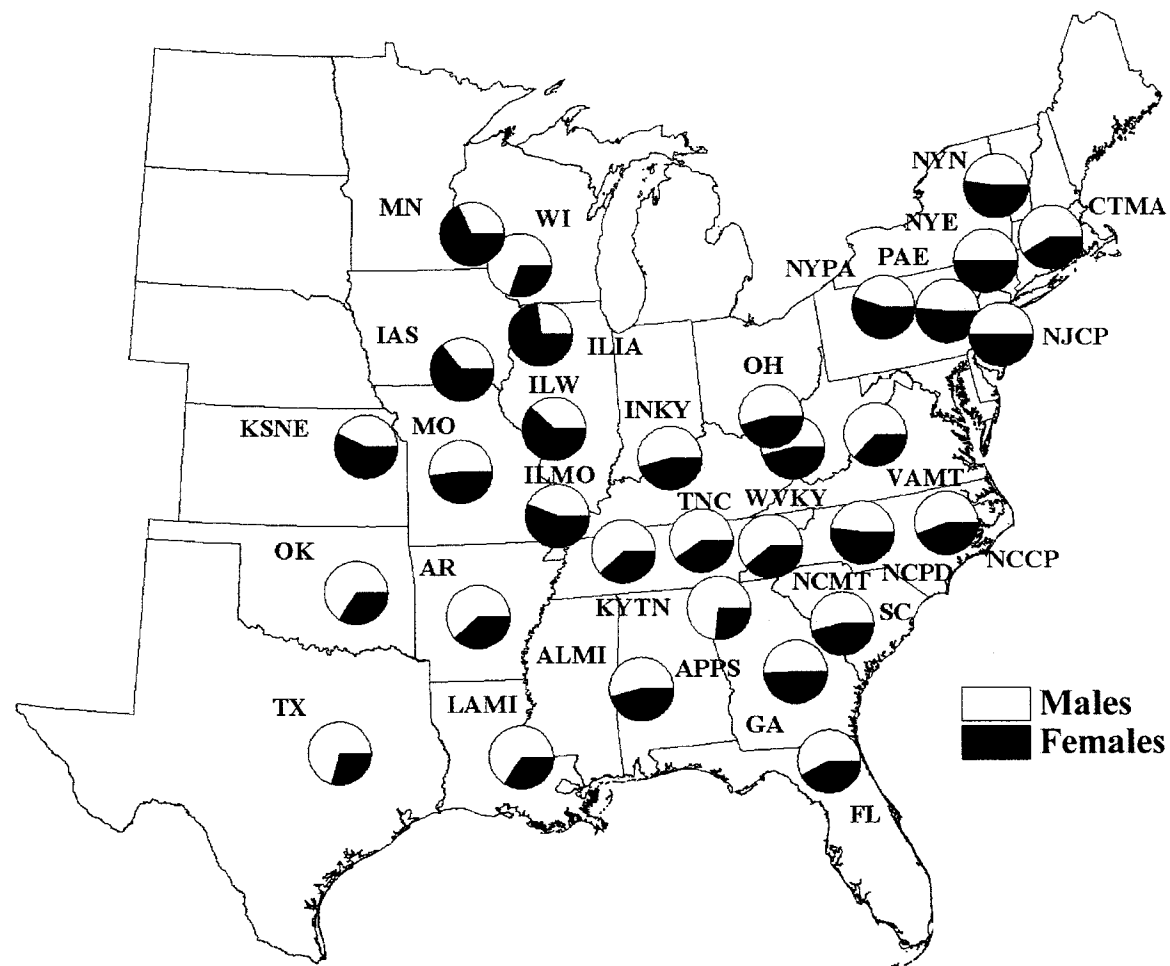 NYN
MN
CTMA
WI
NYE
NYPA
PAE
IAS
ILIA
NJCP
OH
ILW
INKY
KSNE
MO
ILMO
VAMT
TNC
WVKY
OK
AR
NCCP
NCMT
NCPD
KYTN
SC
ALMI
APPS
TX
LAMI
Males
GA
Females
FL